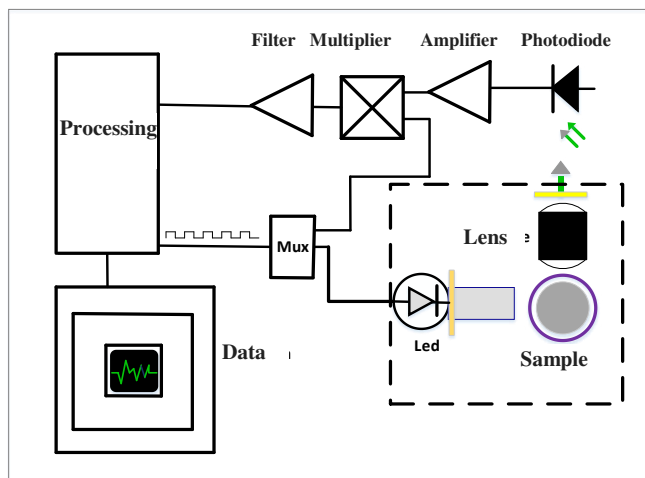 Filter Multiplier Amplifier Photodiode
Processing
Mux
Lens
Led
Data
Sample